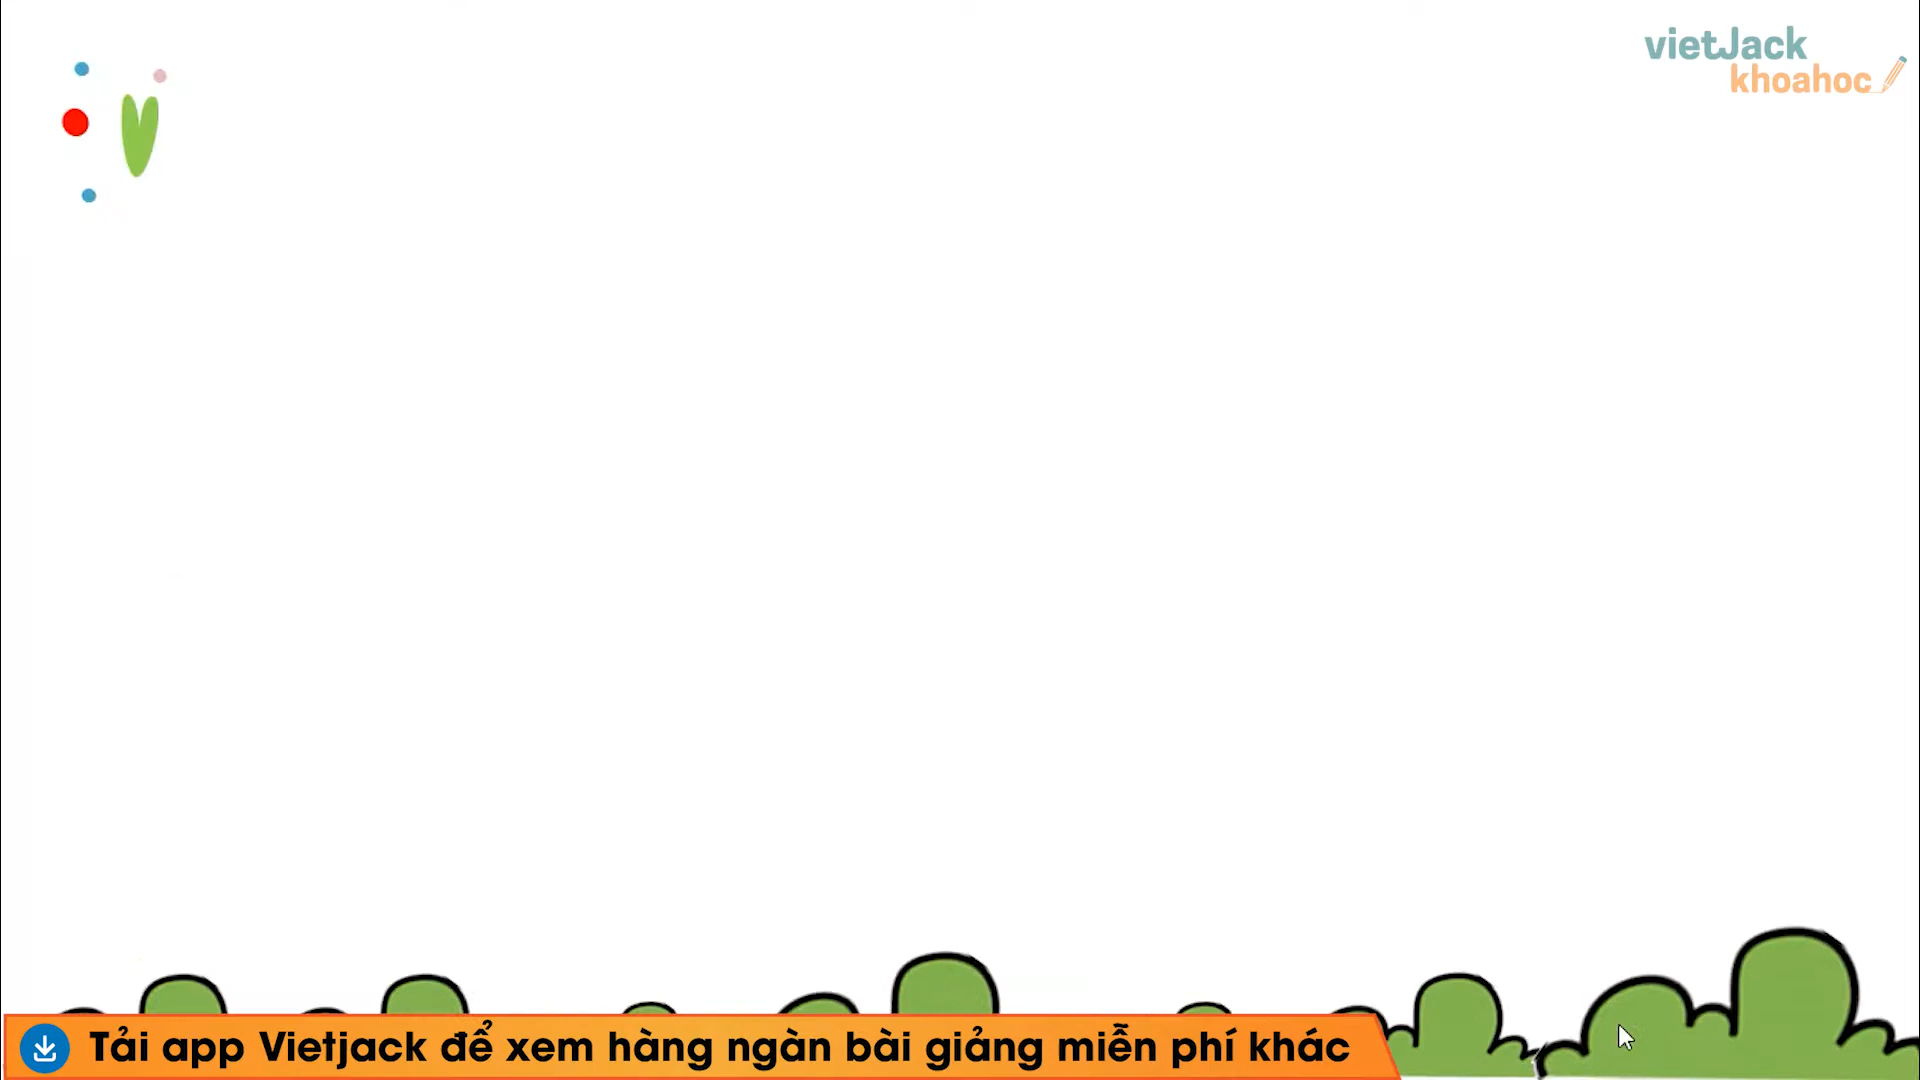 vietJack
khoahoc
Tải app Vietjack để xem hàng ngàn bài giảng miễn phí khác